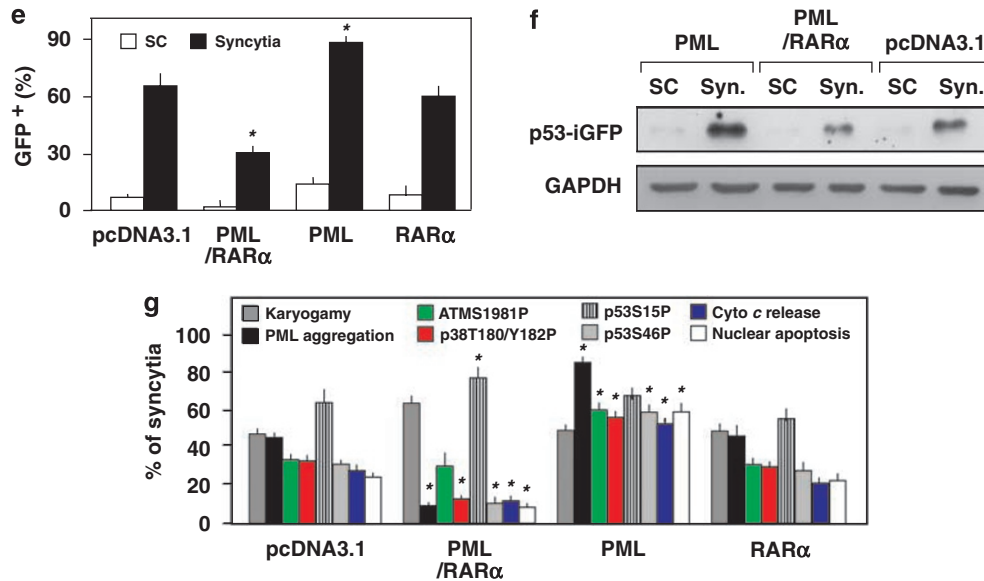 e
GFP + (%)
90
60
30
0
SC
Syncytia
*
*
pcDNA3.1
PML
/RARα
PML
RARα
f
PML
PML
/RARα
pcDNA3.1
SC
Syn.
SC
Syn.
SC
Syn.
p53-iGFP
GAPDH
g
% of syncytia
100
80
60
40
20
0
Karyogamy
PML aggregation
ATMS1981P
p38T180/Y182P
p53S15P
p53S46P
Cyto c release
Nuclear apoptosis
*
*
*
*
*
*
*
*
*
*
*
*
pcDNA3.1
PML
/RARα
PML
RARα